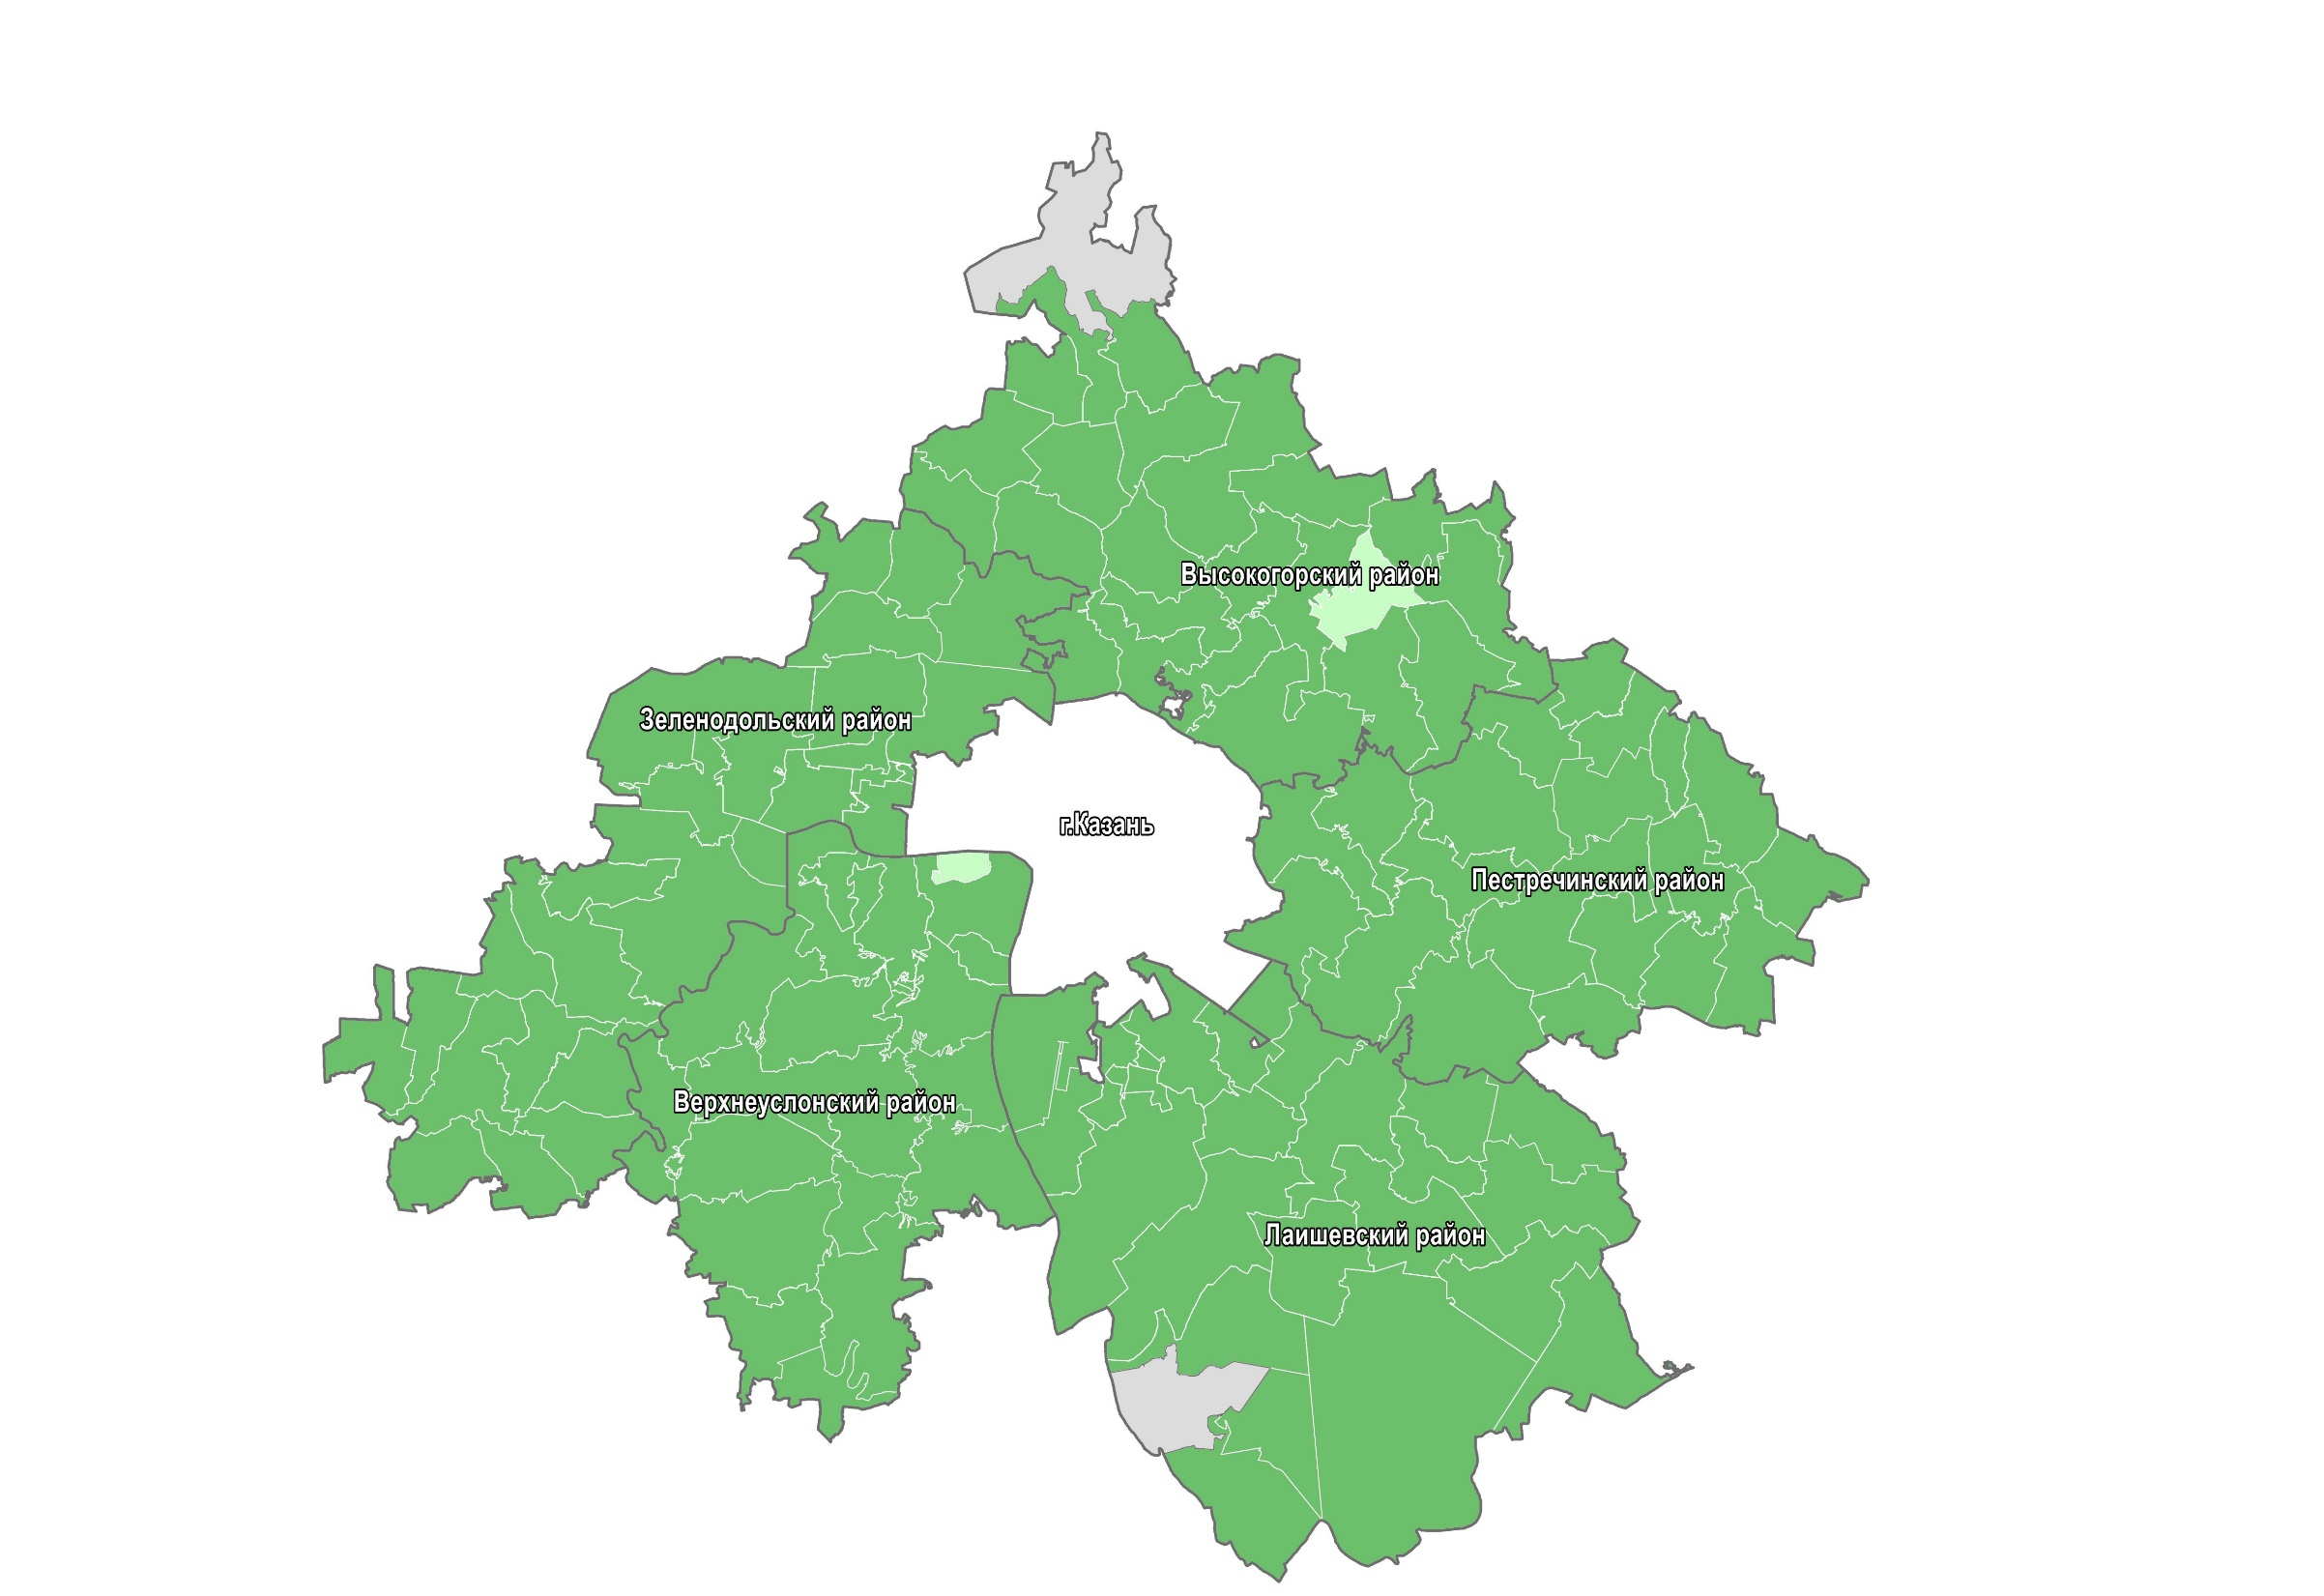 Высокогорский район
Зеленодольский район
г.Казань
Пестречинский район
Верхнеуслонский район
Лаишевский район